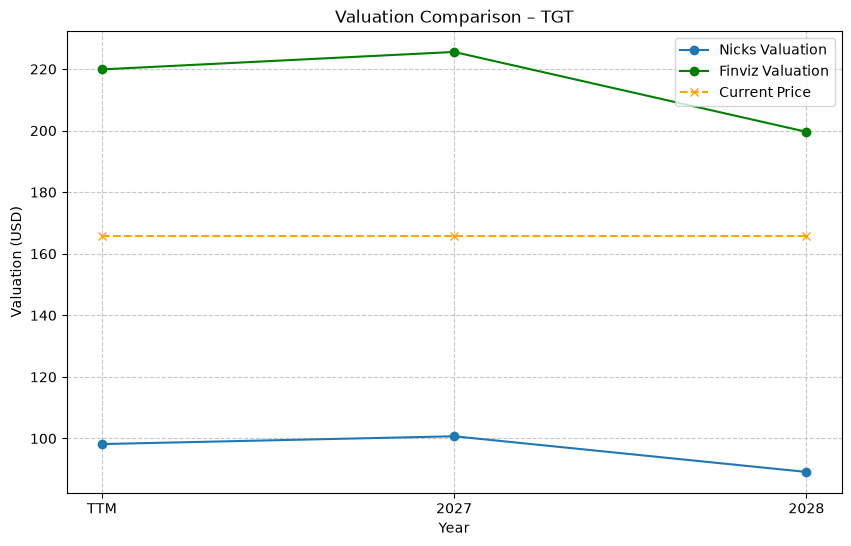 Valuation Comparison – TGT
Nicks Valuation
Finviz Valuation
Current Price
Valuation (USD)
220
200
180
160
140
120
100
TTM
2027
2028
Year